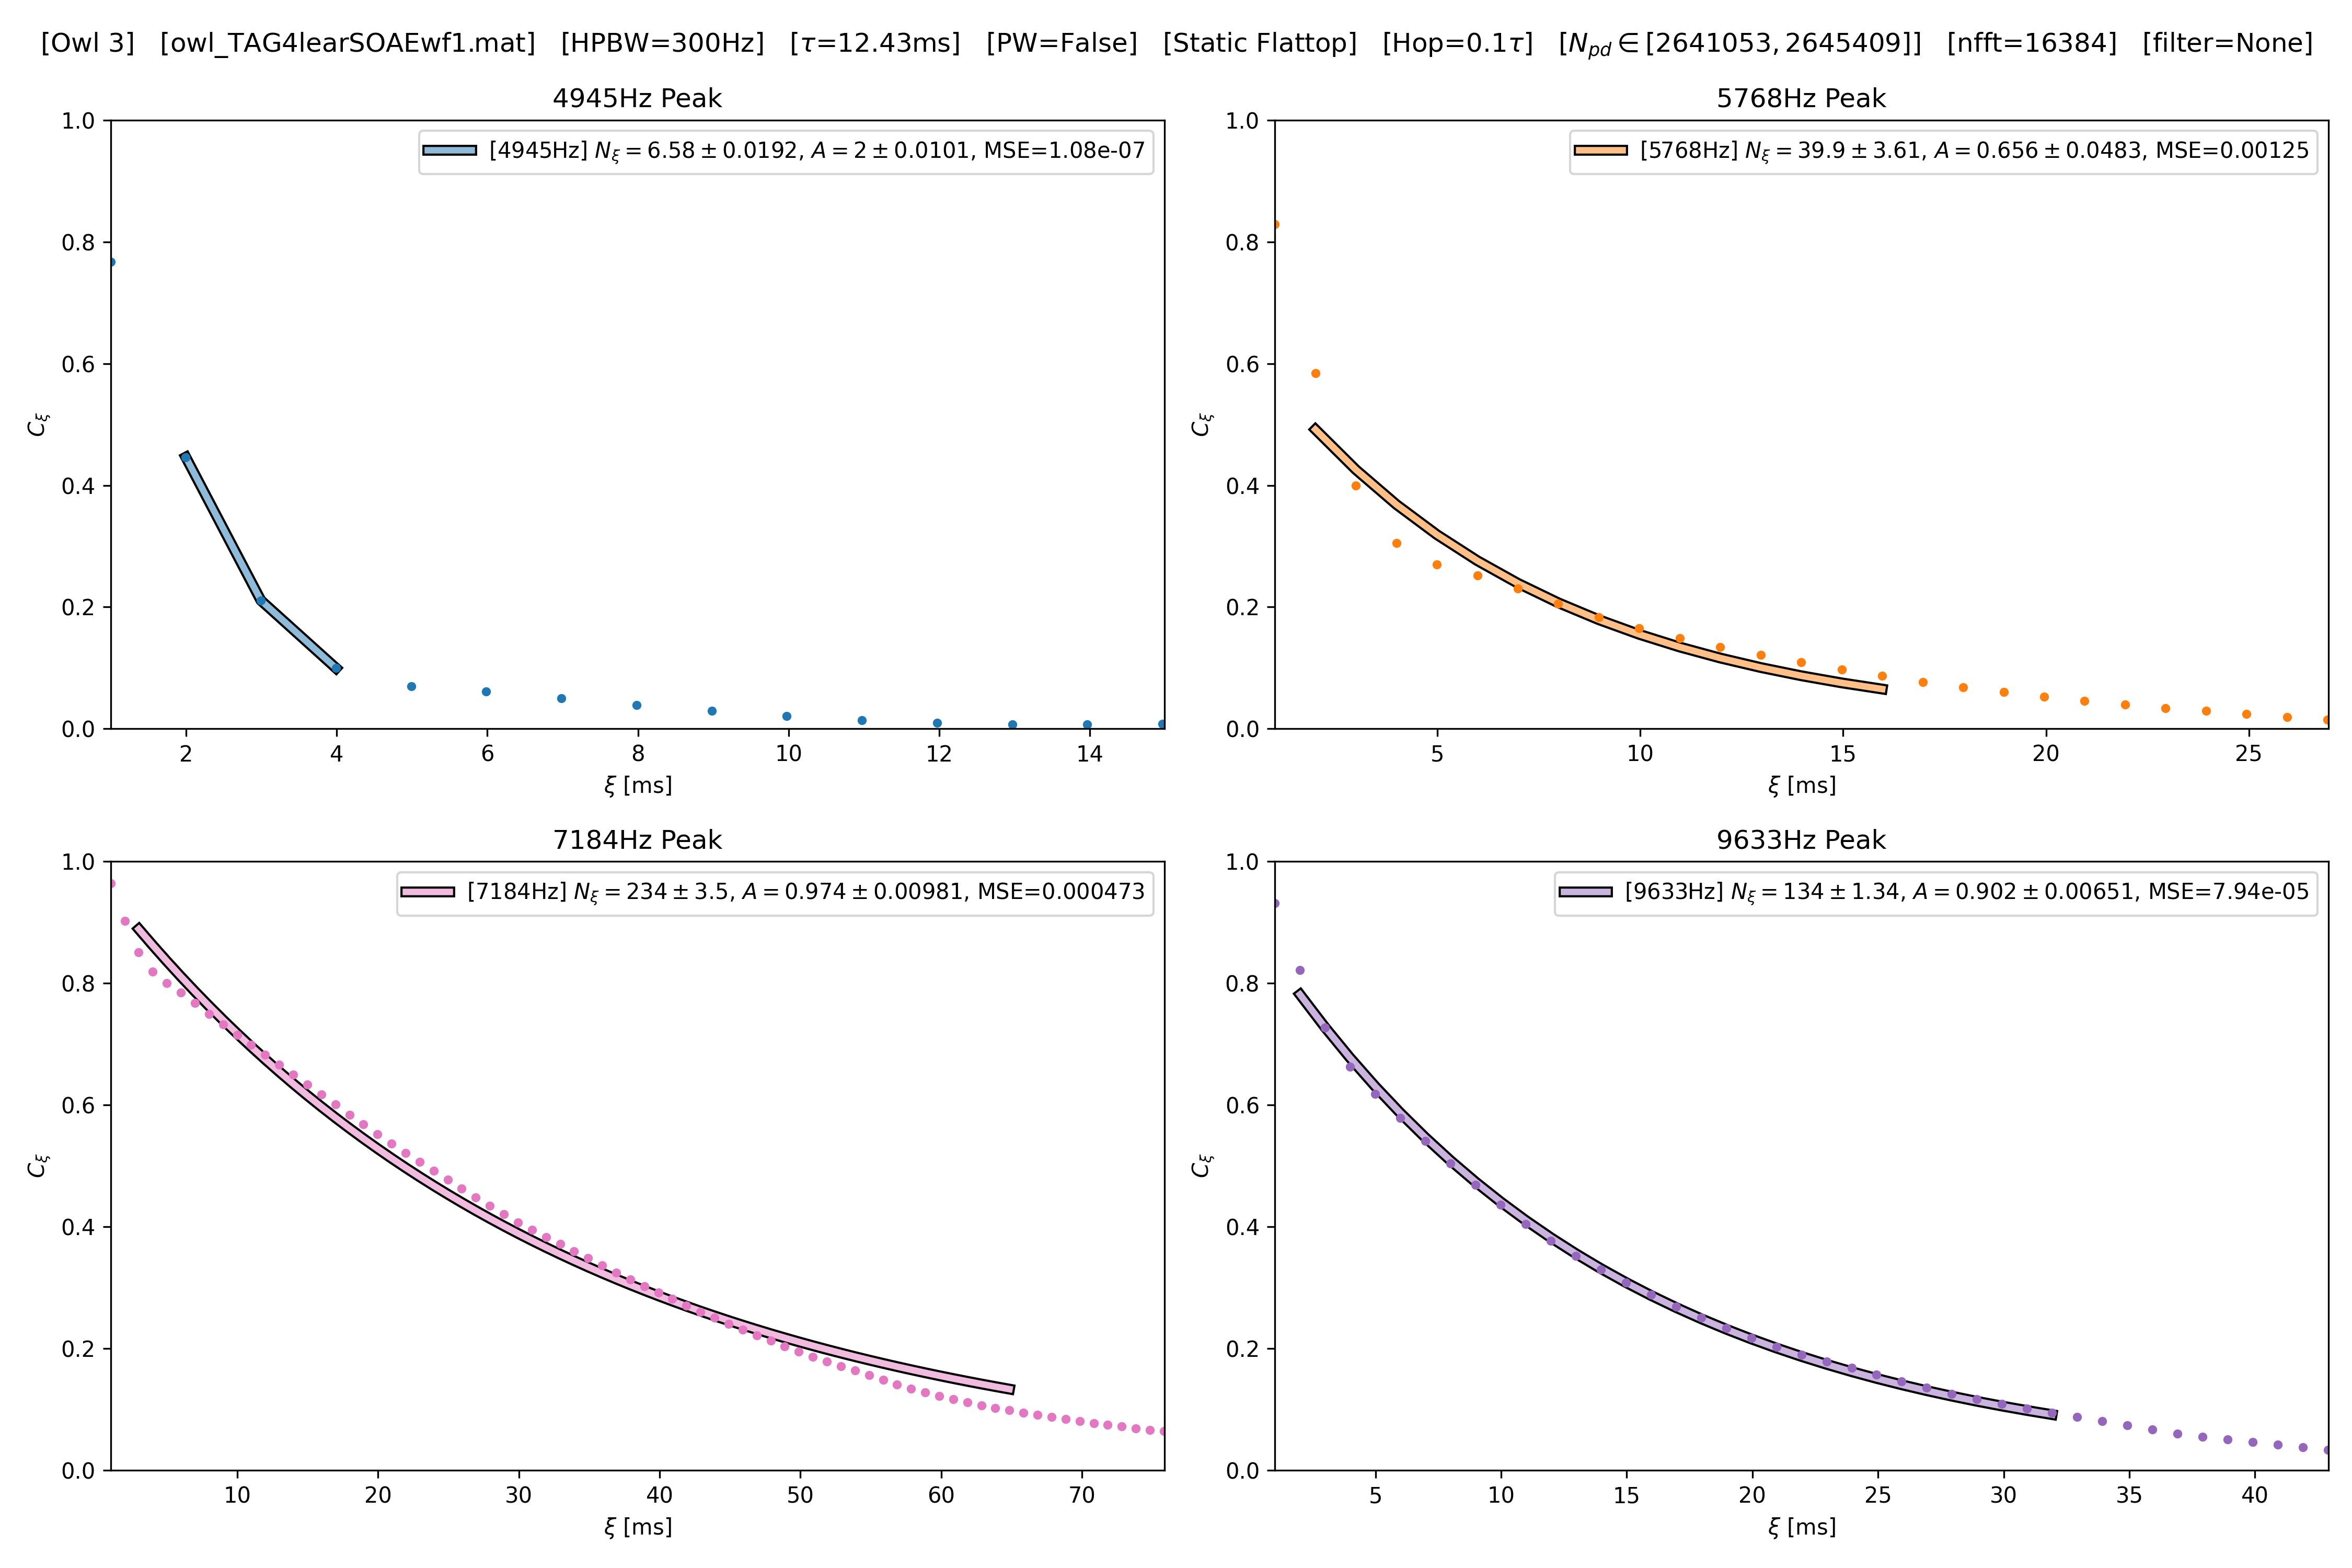 [Owl 3] [owl_TAG4learSOAEwf1.mat] [HPBW=300Hz] [τ=12.43ms] [PW=False] [Static Flattop] [Hop=0.1τ] [N_pd ∈ [2641053, 2645409]] [nfft=16384] [filter=None]
4945Hz Peak
[4945Hz] N_ξ = 6.58 ± 0.0192, A = 2 ± 0.0101, MSE=1.08e-07
1.0
0.8
0.6
0.4
0.2
0.0
C_ξ
2 4 6 8 10 12 14
ξ [ms]
5768Hz Peak
[5768Hz] N_ξ = 39.9 ± 3.61, A = 0.656 ± 0.0483, MSE=0.00125
1.0
0.8
0.6
0.4
0.2
0.0
C_ξ
5 10 15 20 25
ξ [ms]
7184Hz Peak
[7184Hz] N_ξ = 234 ± 3.5, A = 0.974 ± 0.00981, MSE=0.000473
1.0
0.8
0.6
0.4
0.2
0.0
C_ξ
10 20 30 40 50 60 70
ξ [ms]
9633Hz Peak
[9633Hz] N_ξ = 134 ± 1.34, A = 0.902 ± 0.00651, MSE=7.94e-05
1.0
0.8
0.6
0.4
0.2
0.0
C_ξ
5 10 15 20 25 30 35 40
ξ [ms]